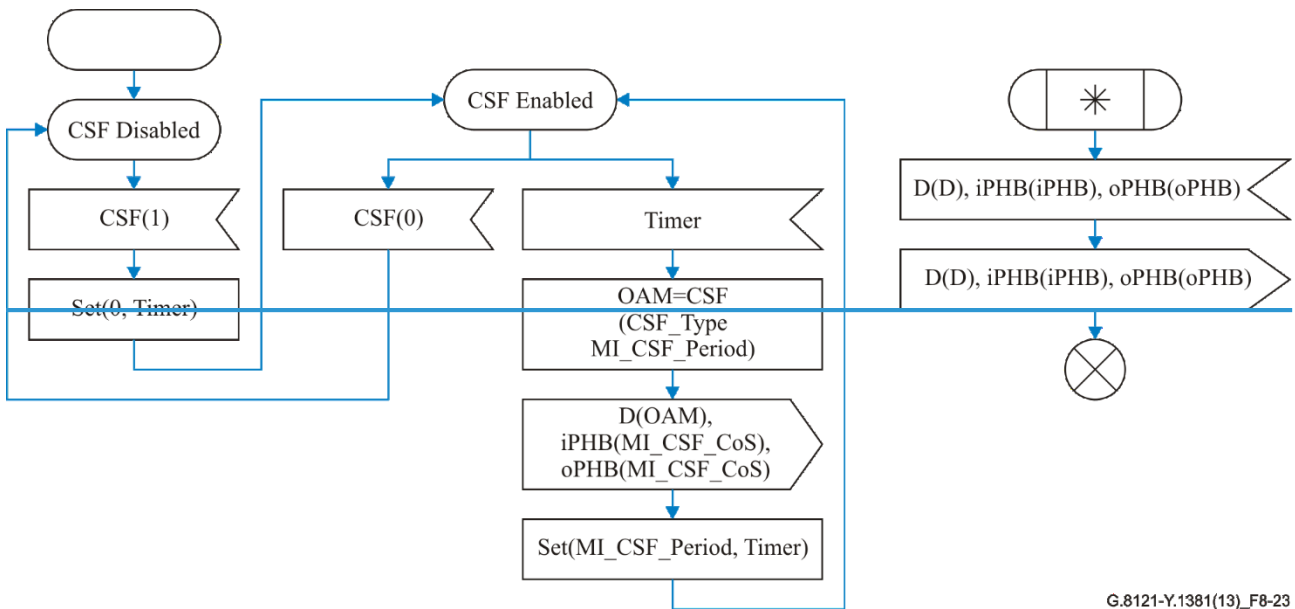 CSF Disabled
CSF(1)
Set(0, Timer)
CSF Enabled
CSF(0)
Timer
OAM=CSF
(CSF_Type
MI_CSF_Period)
D(OAM),
iPHB(MI_CSF_CoS),
oPHB(MI_CSF_CoS)
Set(MI_CSF_Period, Timer)
D(D), iPHB(iPHB), oPHB(oPHB)
D(D), iPHB(iPHB), oPHB(oPHB)
G.8121-Y.1381(13)_F8-23